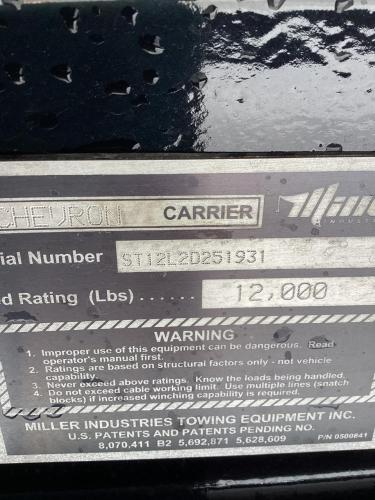 CHEVRON CARRIER Mille
INDUSTR
ial Number ST12L2D251931
ed Rating (Lbs)...... 12,000
WARNING
1. Improper use of this equipment can be dangerous. Read
operator's manual first.
2. Ratings are based on structural factors only - not vehicle
capability.
3. Never exceed above ratings. Know the loads being handled.
4. Do not exceed cable working limit. Use multiple lines (snatch
blocks) if increased winching capability is required.
MILLER INDUSTRIES TOWING EQUIPMENT INC.
U.S. PATENTS AND PATENTS PENDING NO.
8,070,411 B2 5,692,871 5,628,609
P/N 0500641